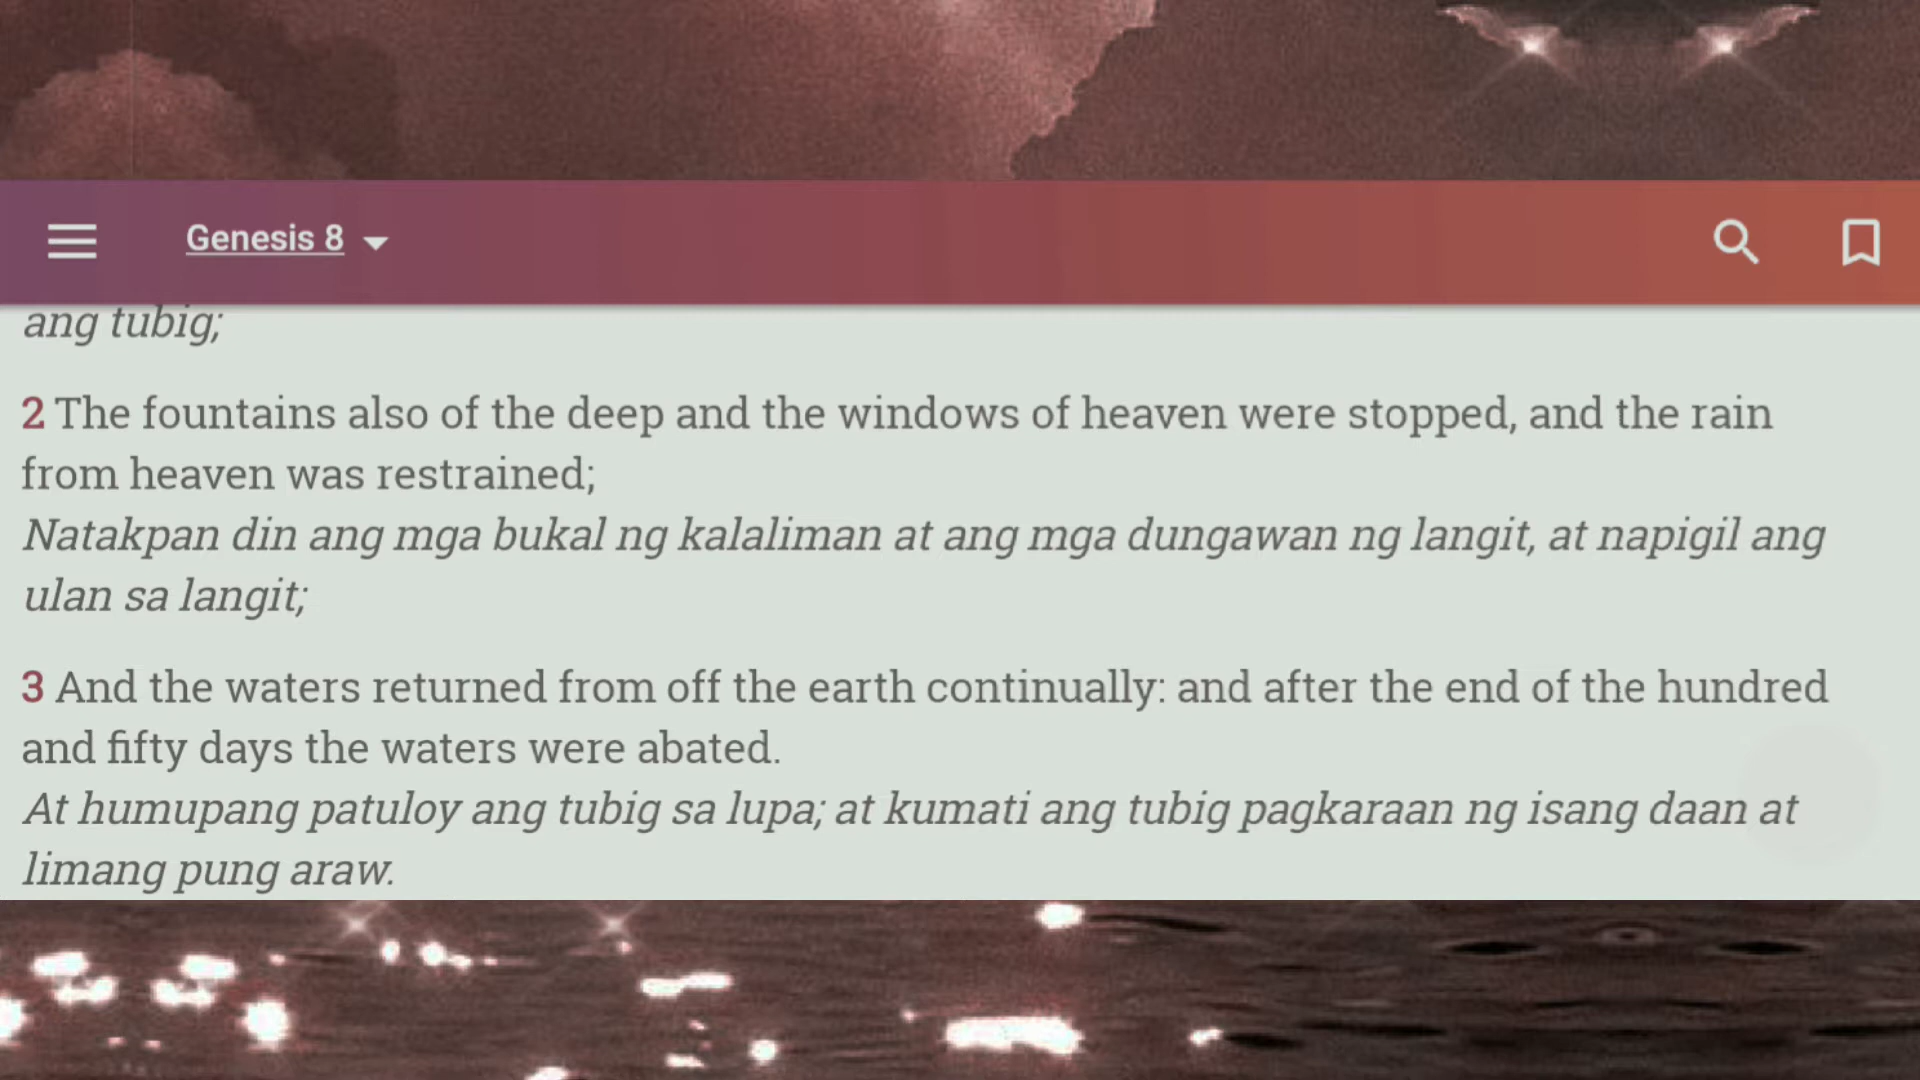 Genesis 8
ang tubig;
2 The fountains also of the deep and the windows of heaven were stopped, and the rain
from heaven was restrained;
Natakpan din ang mga bukal ng kalaliman at ang mga dungawan ng langit, at napigil ang
ulan sa langit;
3 And the waters returned from off the earth continually: and after the end of the hundred
and fifty days the waters were abated.
At humupang patuloy ang tubig sa lupa; at kumati ang tubig pagkaraan ng isang daan at
limang pung araw.